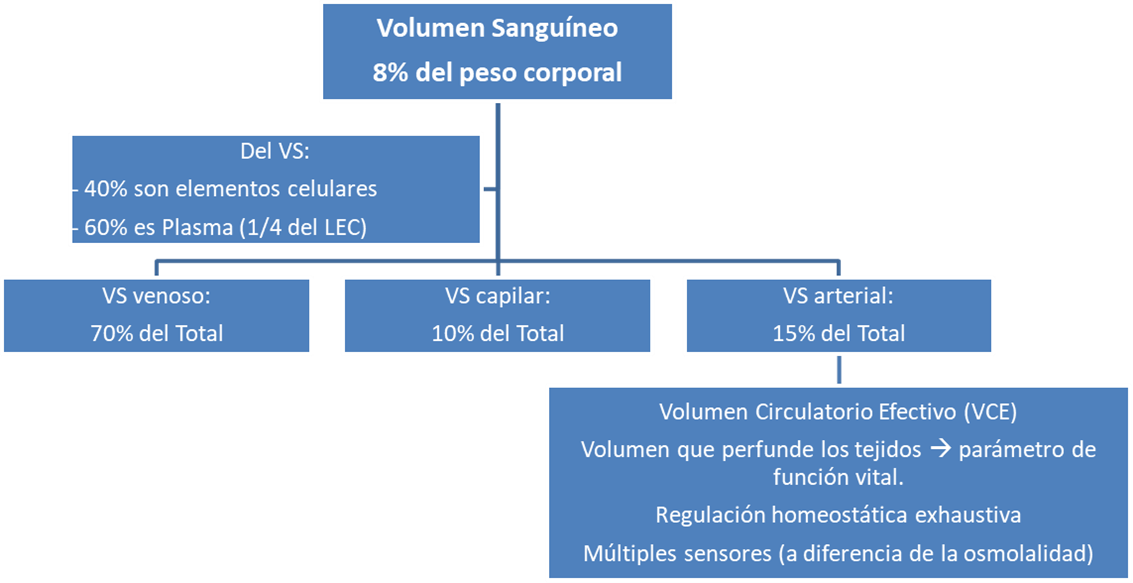 Volumen Sanguíneo
8% del peso corporal
Del VS:
- 40% son elementos celulares
- 60% es Plasma (1/4 del LEC)
VS venoso:
70% del Total
VS capilar:
10% del Total
VS arterial:
15% del Total
Volumen Circulatorio Efectivo (VCE)
Volumen que perfunde los tejidos → parámetro de
función vital.
Regulación homeostática exhaustiva
Múltiples sensores (a diferencia de la osmolalidad)